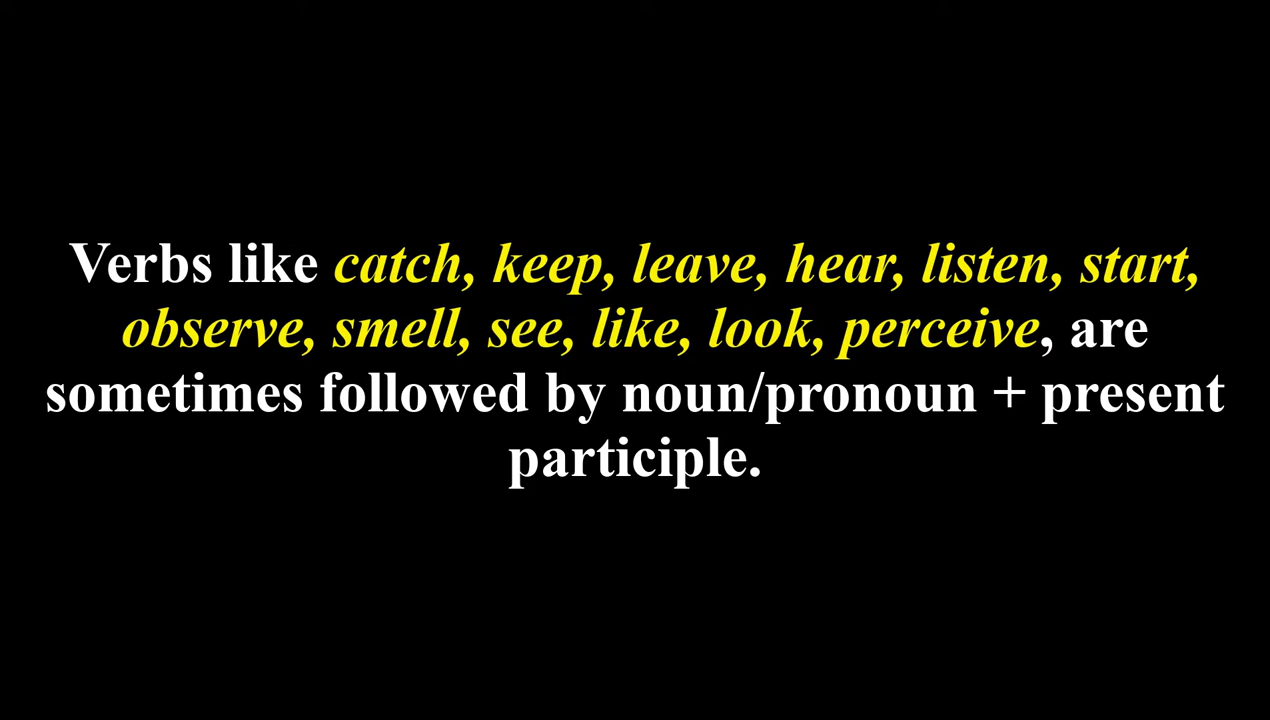 Verbs like catch, keep, leave, hear, listen, start,
observe, smell, see, like, look, perceive, are
sometimes followed by noun/pronoun + present
participle.